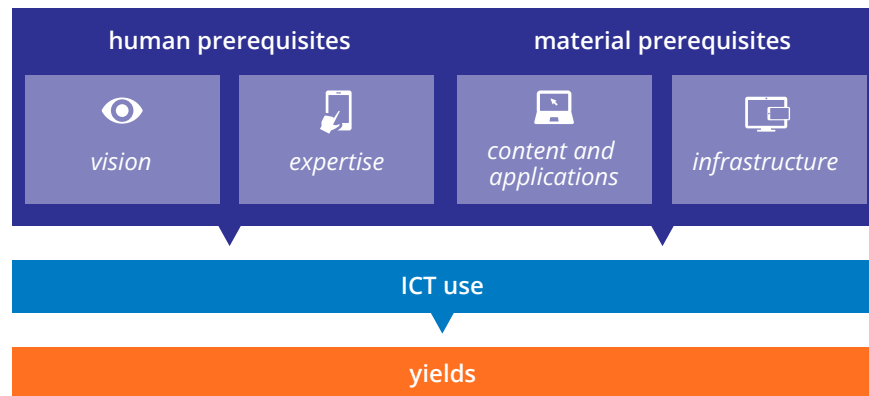 human prerequisites
material prerequisites
vision
expertise
content and
applications
infrastructure
ICT use
yields